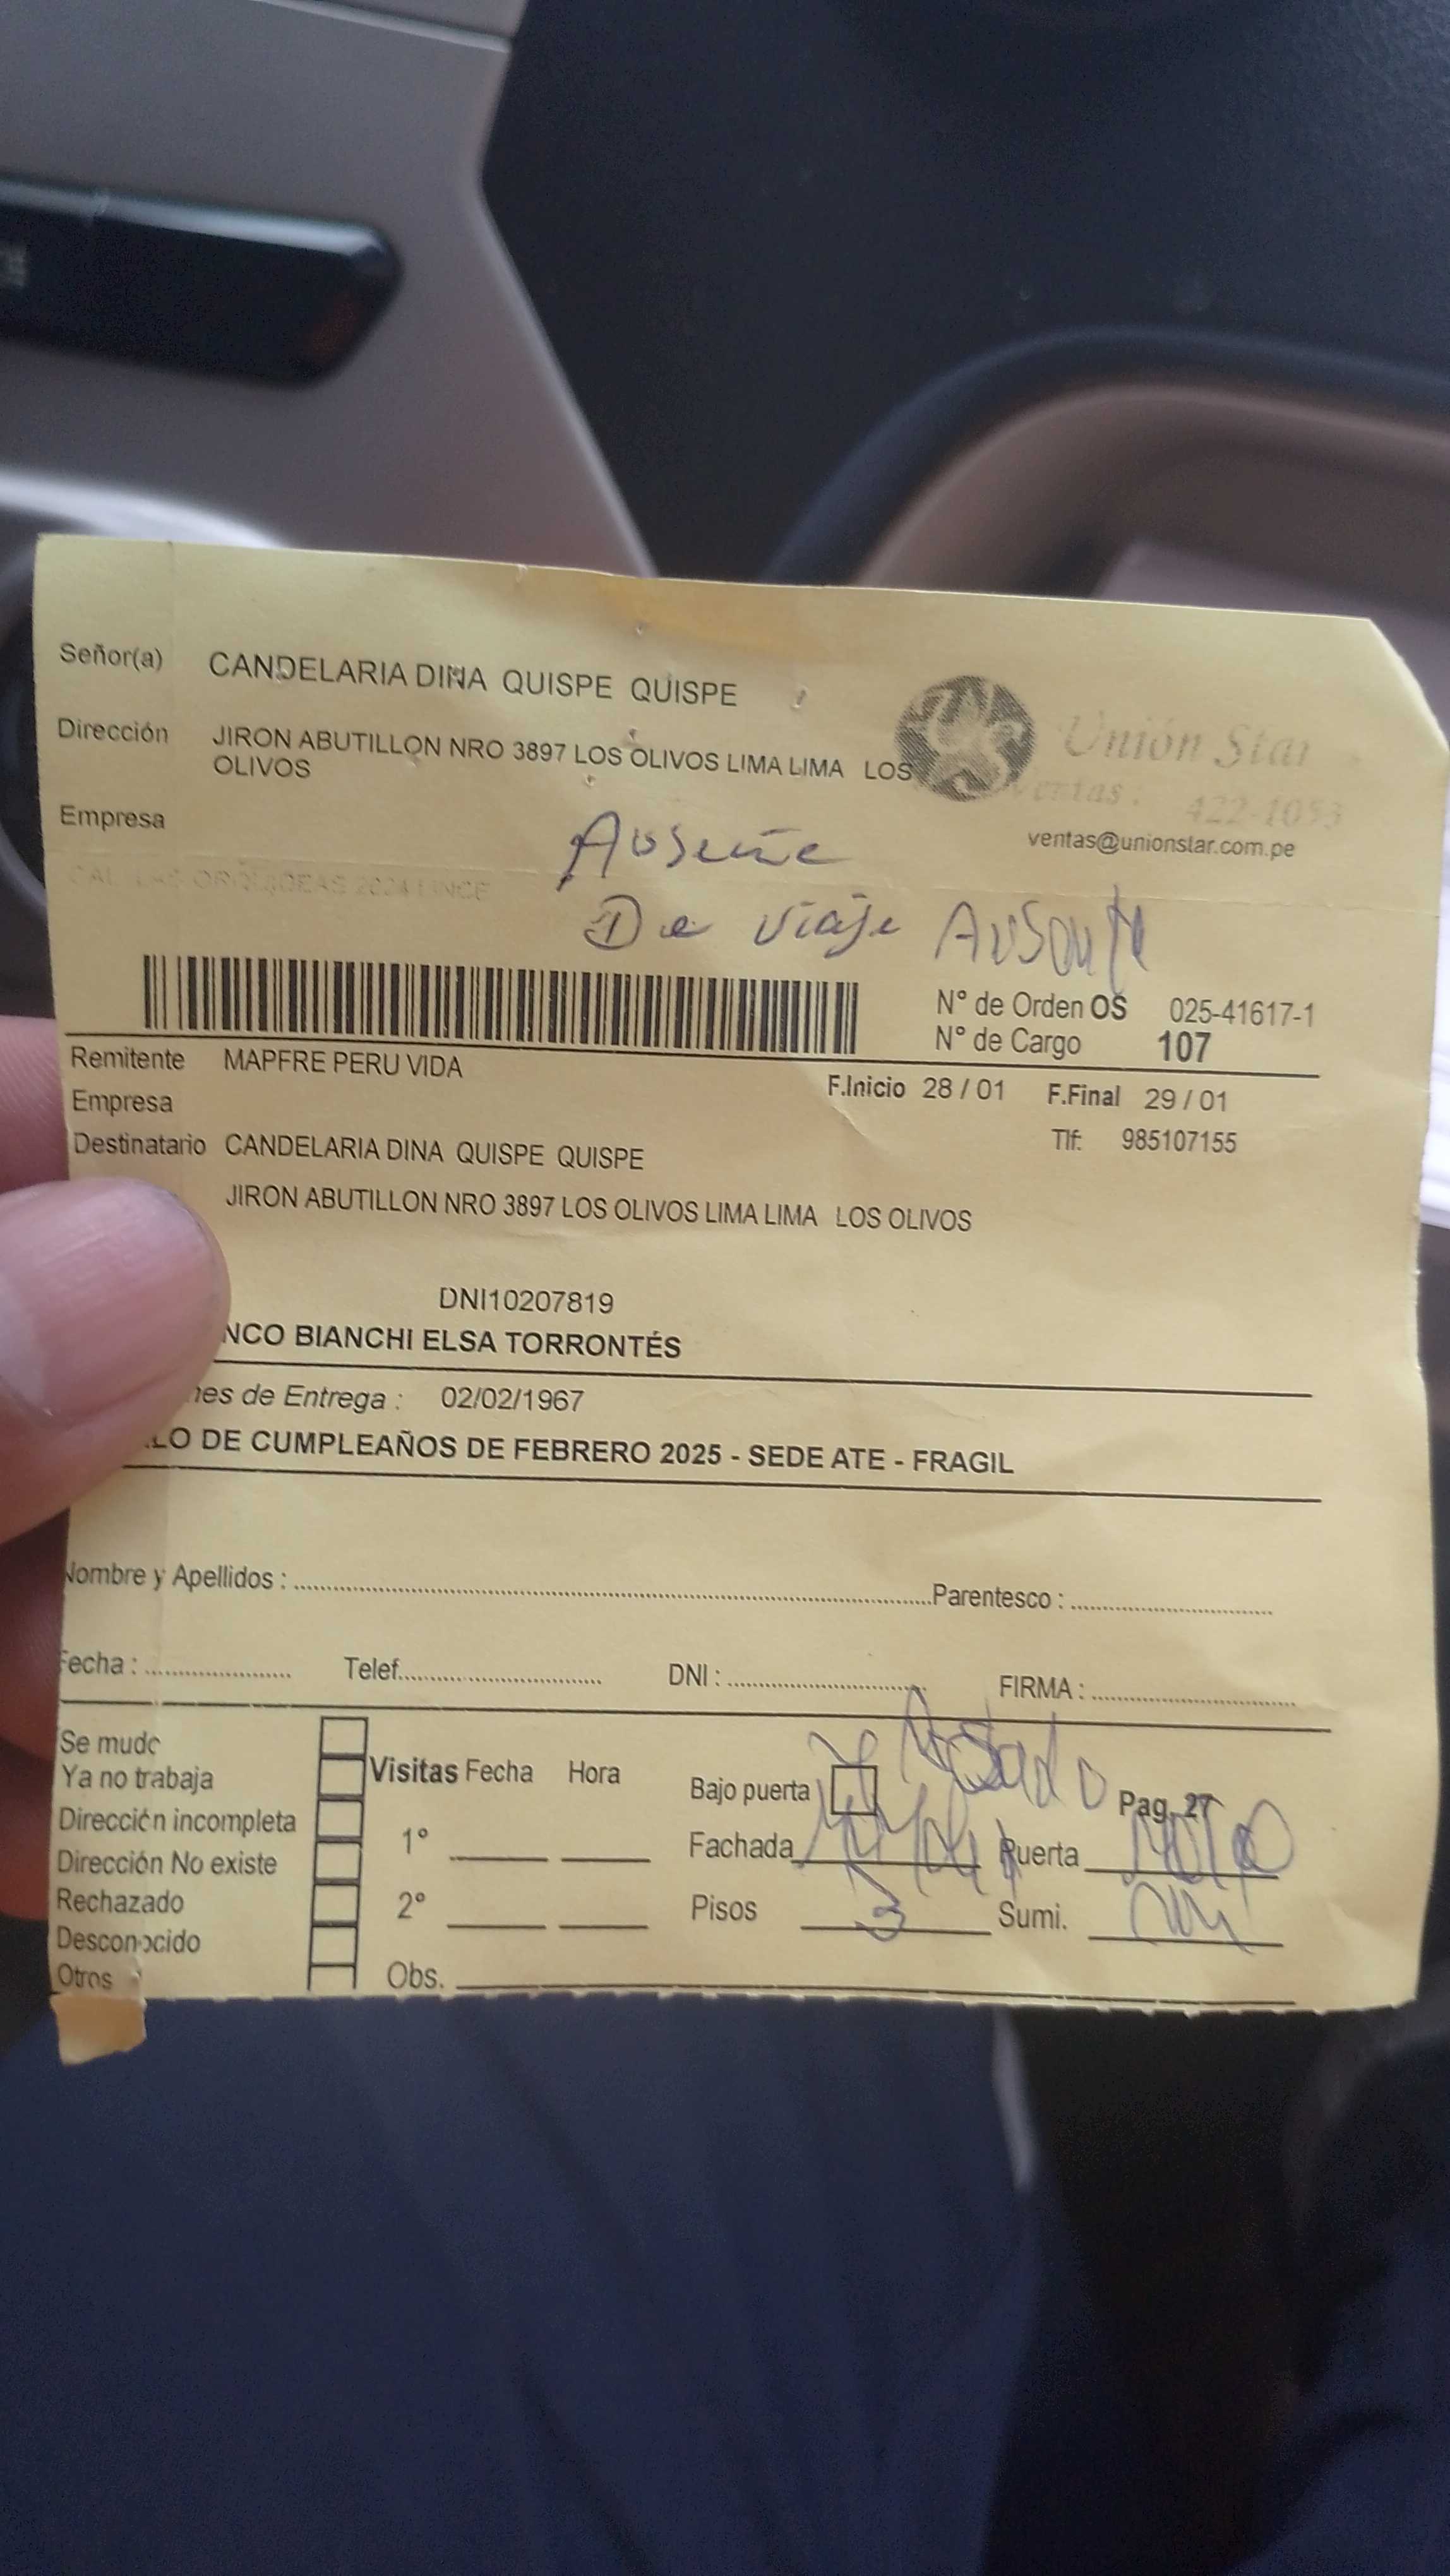 Señor(a) CANDELARIA DINA QUISPE QUISPE
Dirección JIRON ABUTILLON NRO 3897 LOS OLIVOS LIMA LIMA LOS
OLIVOS
Unión Star
Ventas: 422-1053
ventas@unionstar.com.pe
Empresa
De viaje
N° de Orden OS 025-41617-1
N° de Cargo 107
Remitente MAPFRE PERU VIDA
F.Inicio 28 / 01 F.Final 29 / 01
Empresa
Tlf: 985107155
Destinatario CANDELARIA DINA QUISPE QUISPE
JIRON ABUTILLON NRO 3897 LOS OLIVOS LIMA LIMA LOS OLIVOS
DNI10207819
NCO BIANCHI ELSA TORRONTÉS
nes de Entrega : 02/02/1967
LO DE CUMPLEAÑOS DE FEBRERO 2025 - SEDE ATE - FRAGIL
Nombre y Apellidos : Parentesco :
Fecha : Telef. DNI : FIRMA :
Se mudo
Ya no trabaja
Dirección incompleta
Dirección No existe
Rechazado
Desconocido
Otros
Visitas Fecha Hora
1°
2°
Obs.
Bajo puerta Pag. 27
Fachada Puerta
Pisos 3 Sumi.